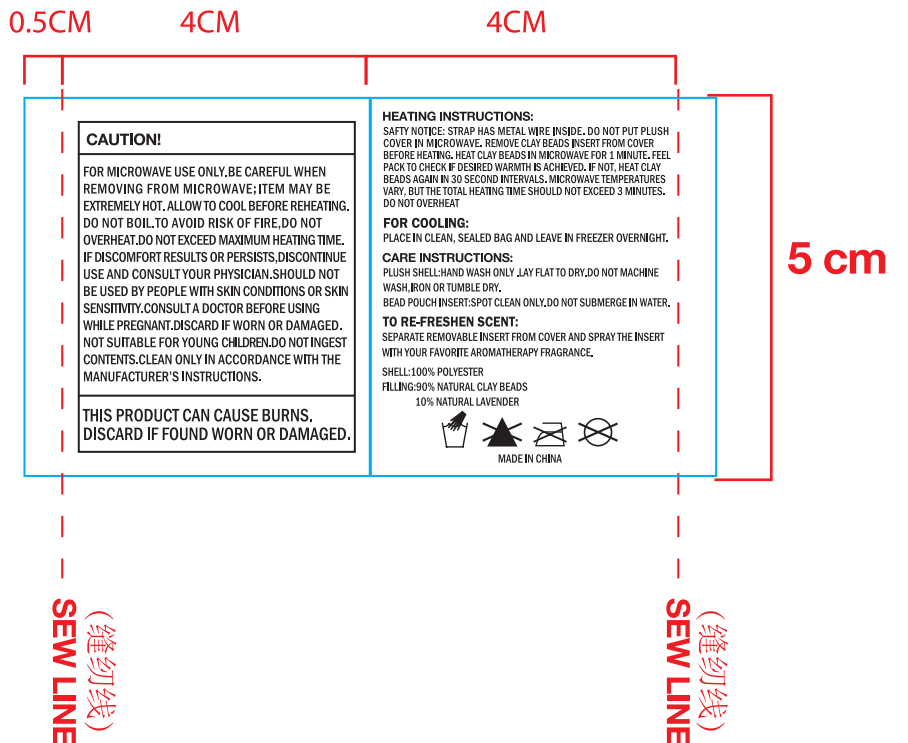 0.5CM 4CM 4CM
CAUTION!
FOR MICROWAVE USE ONLY.BE CAREFUL WHEN
REMOVING FROM MICROWAVE; ITEM MAY BE
EXTREMELY HOT. ALLOW TO COOL BEFORE REHEATING.
DO NOT BOIL.TO AVOID RISK OF FIRE,DO NOT
OVERHEAT.DO NOT EXCEED MAXIMUM HEATING TIME.
IF DISCOMFORT RESULTS OR PERSISTS,DISCONTINUE
USE AND CONSULT YOUR PHYSICIAN.SHOULD NOT
BE USED BY PEOPLE WITH SKIN CONDITIONS OR SKIN
SENSITIVITY.CONSULT A DOCTOR BEFORE USING
WHILE PREGNANT.DISCARD IF WORN OR DAMAGED.
NOT SUITABLE FOR YOUNG CHILDREN.DO NOT INGEST
CONTENTS.CLEAN ONLY IN ACCORDANCE WITH THE
MANUFACTURER'S INSTRUCTIONS.
THIS PRODUCT CAN CAUSE BURNS.
DISCARD IF FOUND WORN OR DAMAGED.
HEATING INSTRUCTIONS:
SAFTY NOTICE: STRAP HAS METAL WIRE INSIDE. DO NOT PUT PLUSH
COVER IN MICROWAVE. REMOVE CLAY BEADS INSERT FROM COVER
BEFORE HEATING. HEAT CLAY BEADS IN MICROWAVE FOR 1 MINUTE. FEEL
PACK TO CHECK IF DESIRED WARMTH IS ACHIEVED. IF NOT, HEAT CLAY
BEADS AGAIN IN 30 SECOND INTERVALS. MICROWAVE TEMPERATURES
VARY, BUT THE TOTAL HEATING TIME SHOULD NOT EXCEED 3 MINUTES.
DO NOT OVERHEAT
FOR COOLING:
PLACE IN CLEAN, SEALED BAG AND LEAVE IN FREEZER OVERNIGHT.
CARE INSTRUCTIONS:
PLUSH SHELL:HAND WASH ONLY .LAY FLAT TO DRY.DO NOT MACHINE
WASH,IRON OR TUMBLE DRY.
BEAD POUCH INSERT:SPOT CLEAN ONLY.DO NOT SUBMERGE IN WATER.
TO RE-FRESHEN SCENT:
SEPARATE REMOVABLE INSERT FROM COVER AND SPRAY THE INSERT
WITH YOUR FAVORITE AROMATHERAPY FRAGRANCE.
SHELL:100% POLYESTER
FILLING:90% NATURAL CLAY BEADS
10% NATURAL LAVENDER
MADE IN CHINA
5 cm
SEW LINE
(缝纫线)
SEW LINE
(缝纫线)